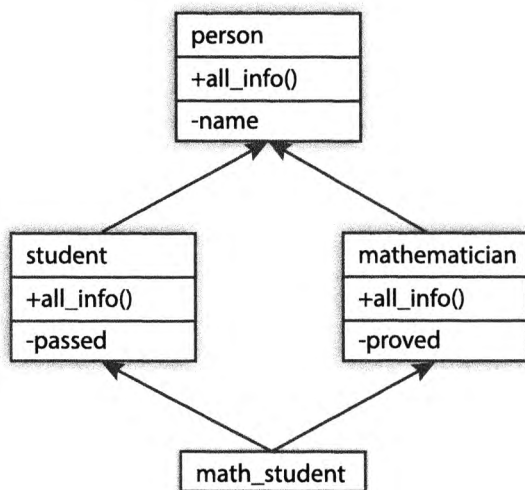 person
+all_info()
-name
student
+all_info()
-passed
mathematician
+all_info()
-proved
math_student